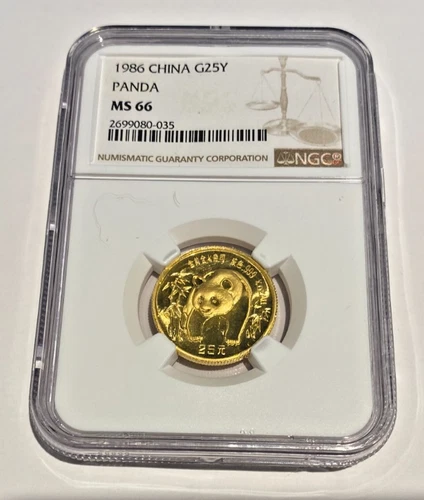 1986 CHINA G25Y
PANDA
MS 66
2699080-035
NUMISMATIC GUARANTY CORPORATION
NGC®
25元